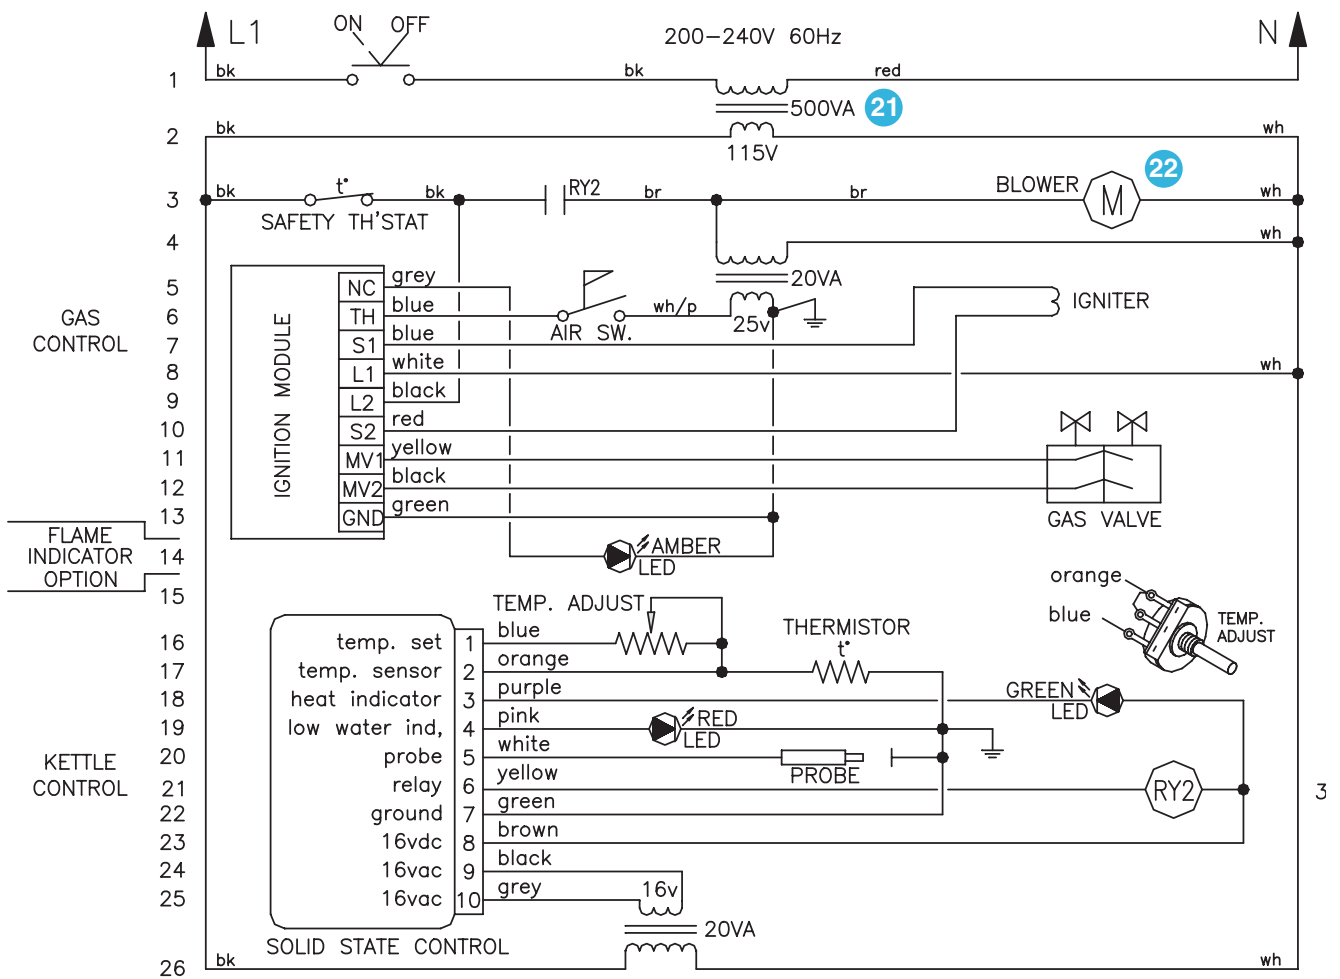 L1 ON OFF 200-240V 60Hz N
1 bk bk red
500VA 21
2 bk wh
115V
22
3 bk t° bk RY2 br br BLOWER M wh
SAFETY TH'STAT
4 wh
20VA
5 NC grey
6 TH blue wh/p 25v IGNITER
AIR SW.
GAS CONTROL
7 S1 blue
IGNITION MODULE
8 L1 white wh
9 L2 black
10 S2 red
11 MV1 yellow
12 MV2 black
13 GND green GAS VALVE
FLAME
INDICATOR
OPTION
14 AMBER
LED
15
orange
blue
TEMP.
ADJUST
TEMP. ADJUST THERMISTOR
t°
16 temp. set 1 blue
17 temp. sensor 2 orange
18 heat indicator 3 purple GREEN
LED
19 low water ind, 4 pink RED
LED
KETTLE
CONTROL
20 probe 5 white PROBE
21 relay 6 yellow RY2 3
22 ground 7 green
23 16vdc 8 brown
24 16vac 9 black
25 16vac 10 grey 16v
20VA
SOLID STATE CONTROL
26 bk wh